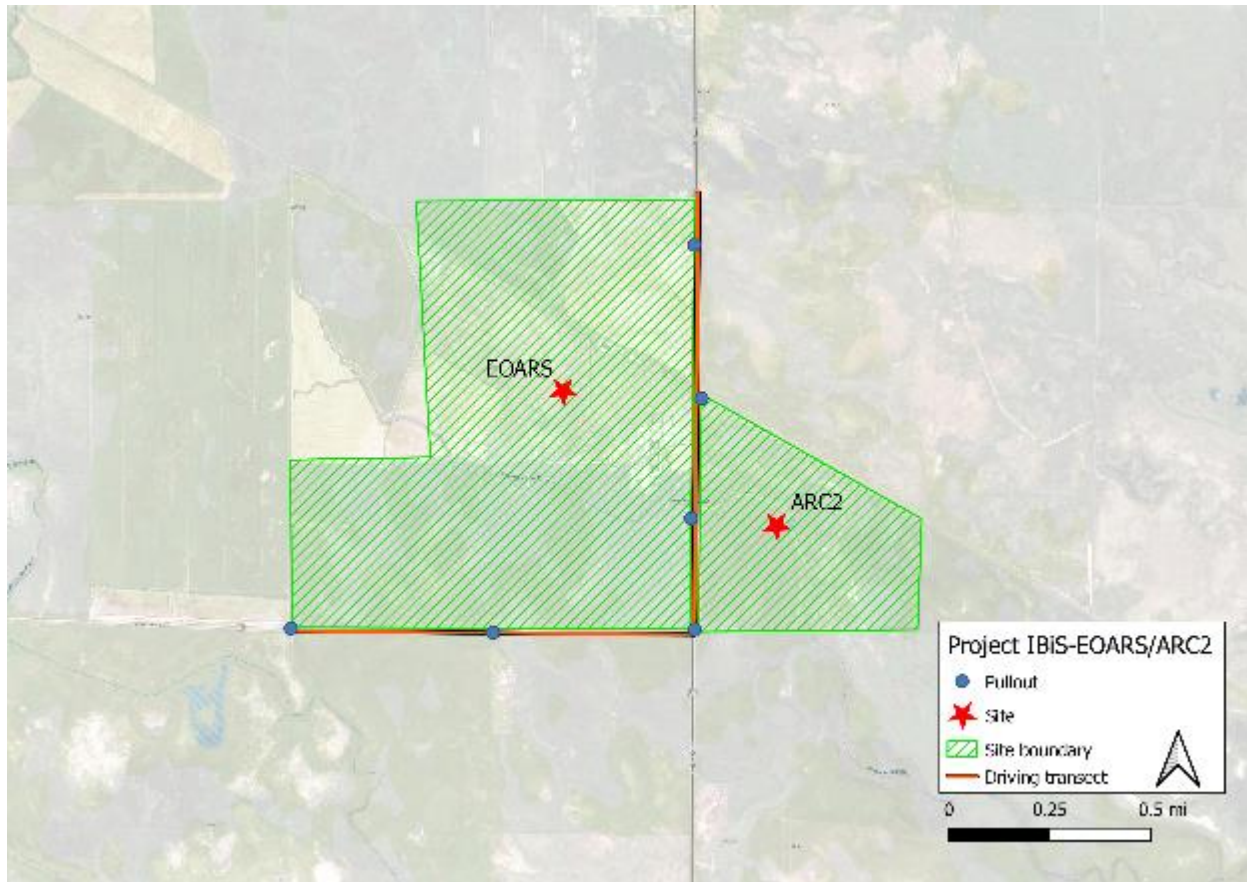 EOARS
ARC2
Project IBiS-EOARS/ARC2
Pullout
Site
Site boundary
Driving transect
0 0.25 0.5 mi